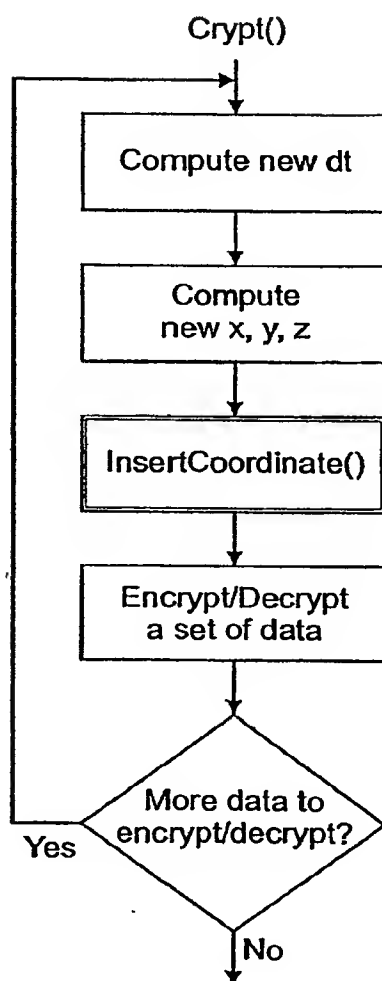 Crypt()
Compute new dt
Compute
new x, y, z
InsertCoordinate()
Encrypt/Decrypt
a set of data
More data to
encrypt/decrypt?
Yes
No